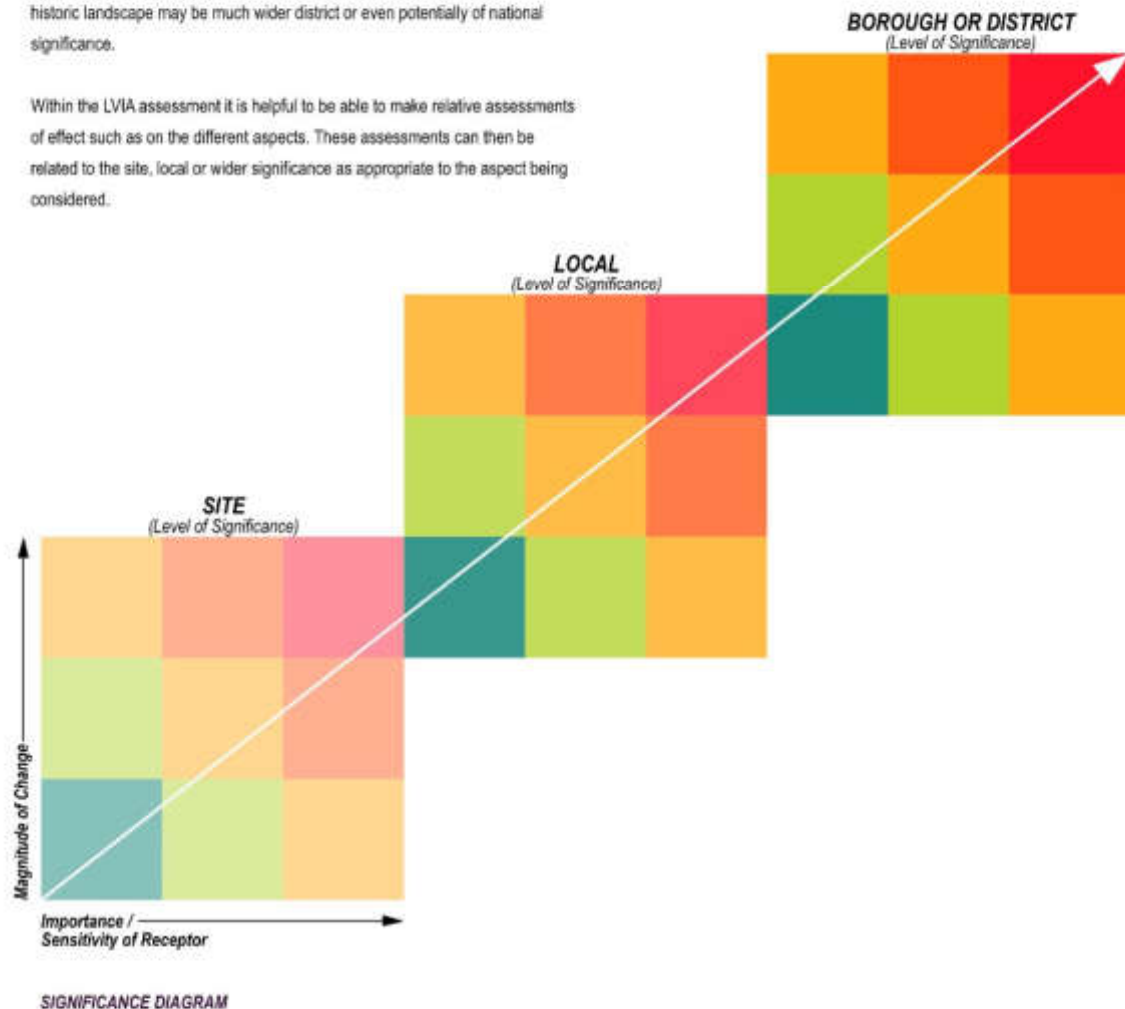 historic landscape may be much wider district or even potentially of national
significance.
Within the LVIA assessment it is helpful to be able to make relative assessments
of effect such as on the different aspects. These assessments can then be
related to the site, local or wider significance as appropriate to the aspect being
considered.
BOROUGH OR DISTRICT
(Level of Significance)
LOCAL
(Level of Significance)
SITE
(Level of Significance)
Magnitude of Change
Importance /
Sensitivity of Receptor
SIGNIFICANCE DIAGRAM